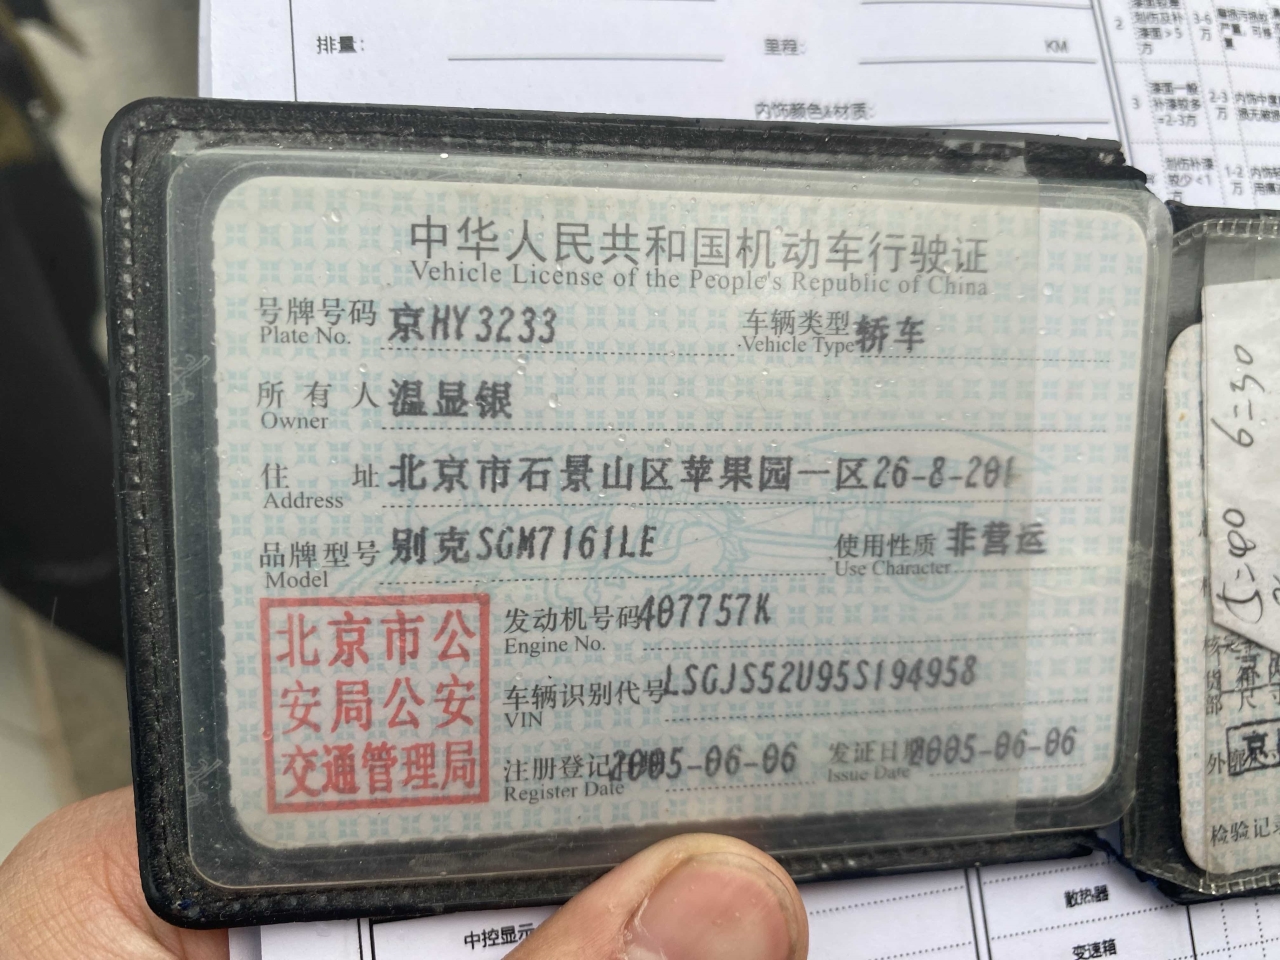 排量：
里程：
KM
内饰颜色&材质：
中华人民共和国机动车行驶证
Vehicle License of the People's Republic of China
号牌号码 京HY3233
Plate No.
车辆类型 轿车
Vehicle Type
所有人 温显银
Owner
住址 北京市石景山区苹果园一区26-8-201
Address
品牌型号 别克SGM7161LE
Model
使用性质 非营运
Use Character
北京市公
安局公安
交通管理局
发动机号码 407757K
Engine No.
车辆识别代号 LSGJS52U95S194958
VIN
注册登记日期 2005-06-06
Register Date
发证日期 2005-06-06
Issue Date
6=30
检验记录
中控显示
散热器
变速箱